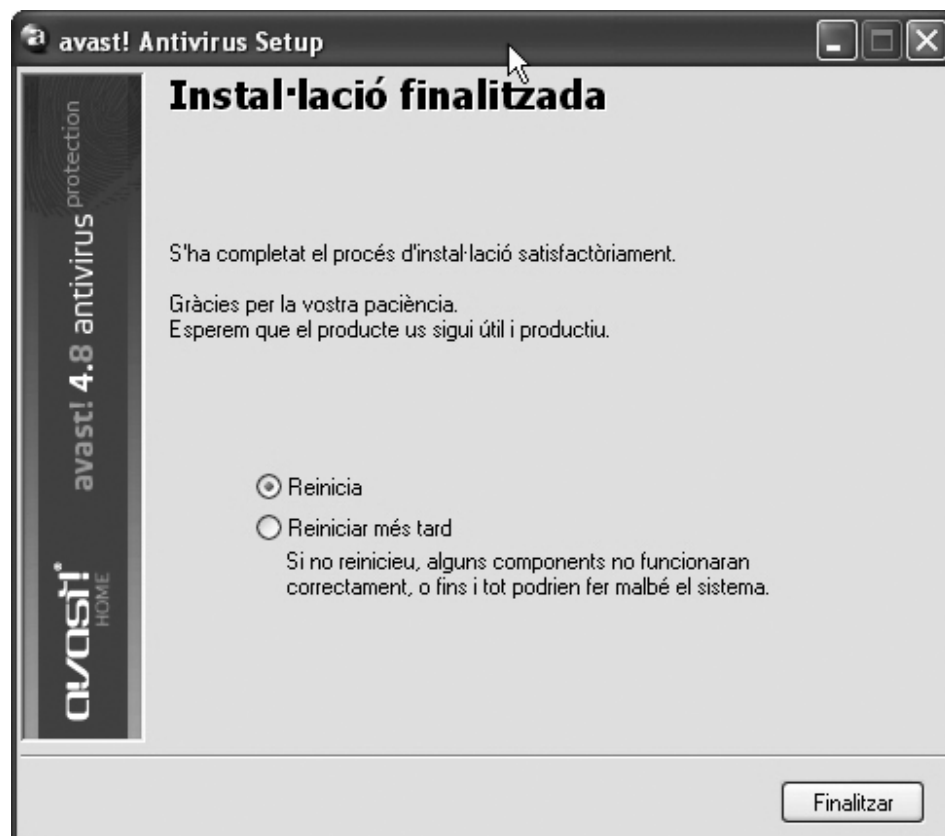 avast! Antivirus Setup
Instal·lació finalitzada
avast! 4.8 antivirus protection
avast!
HOME
S'ha completat el procés d'instal·lació satisfactòriament.
Gràcies per la vostra paciència.
Esperem que el producte us sigui útil i productiu.
Reinicia
Reiniciar més tard
Si no reinicieu, alguns components no funcionaran
correctament, o fins i tot podrien fer malbé el sistema.
Finalitzar